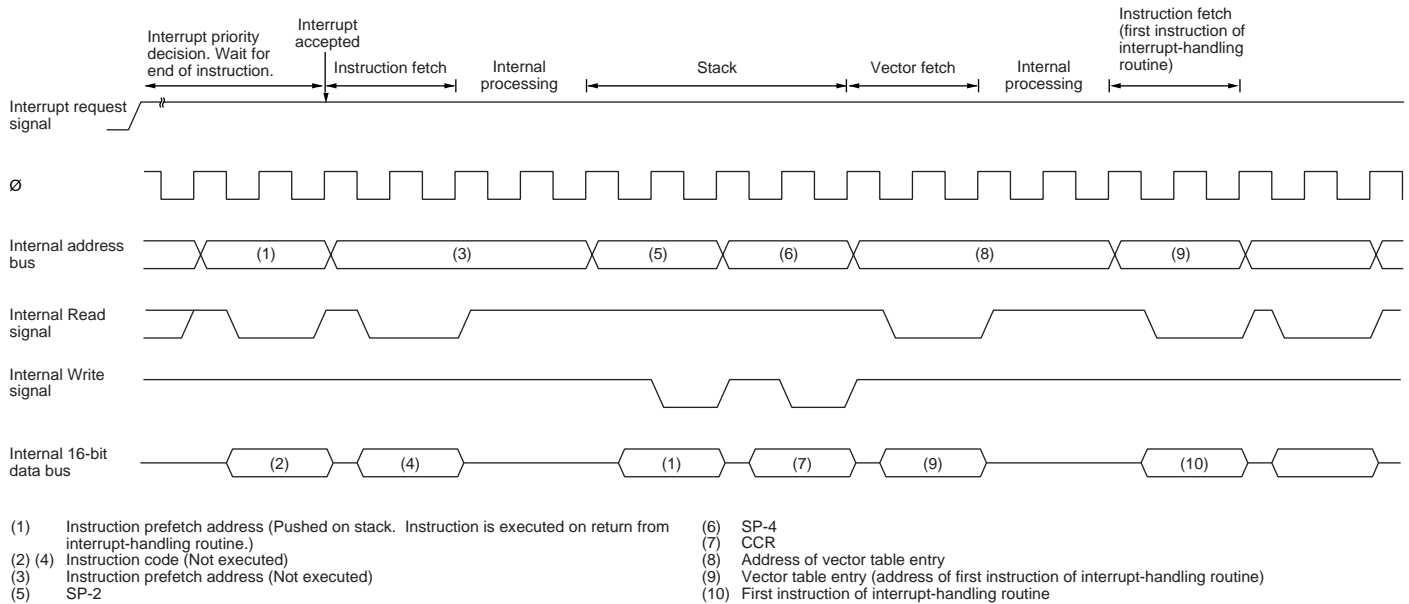 Interrupt priority
decision. Wait for
end of instruction.
Interrupt
accepted
Instruction fetch
Internal
processing
Stack
Vector fetch
Internal
processing
Instruction fetch
(first instruction of
interrupt-handling
routine)
Interrupt request
signal
Ø
Internal address
bus
(1)
(3)
(5)
(6)
(8)
(9)
Internal Read
signal
Internal Write
signal
Internal 16-bit
data bus
(2)
(4)
(1)
(7)
(9)
(10)
(1) Instruction prefetch address (Pushed on stack. Instruction is executed on return from
interrupt-handling routine.)
(2) (4) Instruction code (Not executed)
(3) Instruction prefetch address (Not executed)
(5) SP-2
(6) SP-4
(7) CCR
(8) Address of vector table entry
(9) Vector table entry (address of first instruction of interrupt-handling routine)
(10) First instruction of interrupt-handling routine